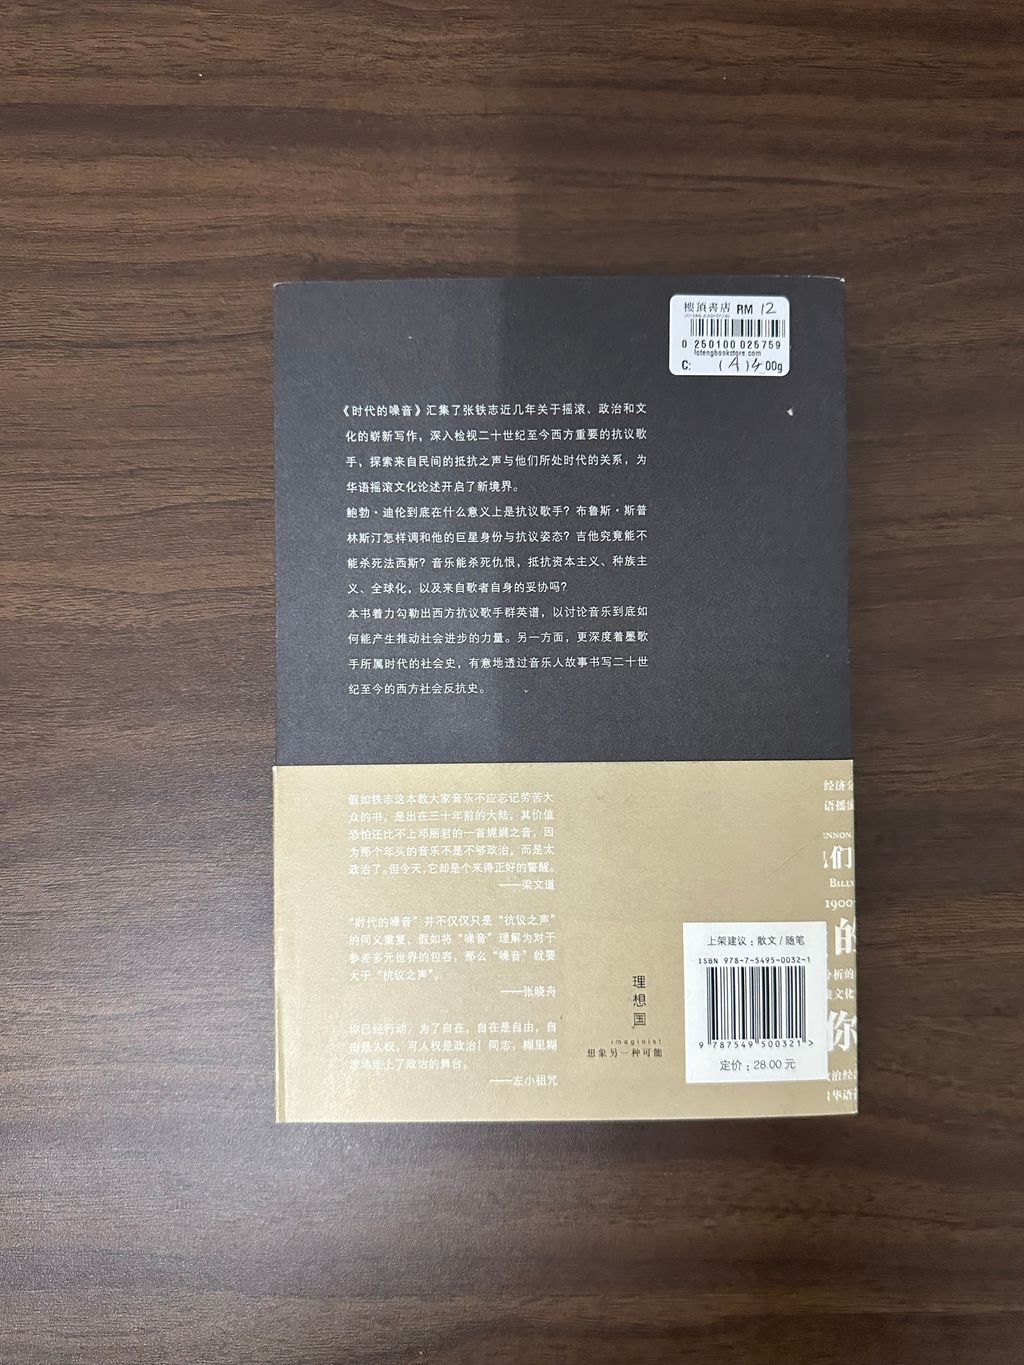 樓頂書店 RM 12
0 250100 025759
lotengbookstore.com
C: (A)400g
《时代的噪音》汇集了张铁志近几年关于摇滚、政治和文
化的崭新写作，深入检视二十世纪至今西方重要的抗议歌
手、探索来自民间的抵抗之声与他们所处时代的关系，为
华语摇滚文化论述开启了新境界。
鲍勃·迪伦到底在什么意义上是抗议歌手？布鲁斯·斯普
林斯汀怎样调和他的巨星身份与抗议姿态？吉他究竟能不
能杀死法西斯？音乐能杀死仇恨，抵抗资本主义、种族主
义、全球化，以及来自歌者自身的妥协吗？
本书着力勾勒出西方抗议歌手群英谱，以讨论音乐到底如
何能产生推动社会进步的力量。另一方面，更深度着墨歌
手所属时代的社会史，有意地透过音乐人故事书写二十世
纪至今的西方社会反抗史。
假如铁志这本教大家音乐不应忘记劳苦大
众的书，是出在三十年前的大陆，其价值
恐怕还比不上邓丽君的一首娓娓之音，因
为那个年头的音乐不是不够政治，而是太
政治了。但今天，它却是个来得正好的警醒。
——梁文道
“时代的噪音”并不仅仅只是“抗议之声”
的同义重复，假如将“噪音”理解为对于
参差多元世界的包容，那么“噪音”就要
大于“抗议之声”。
——张晓舟
你已经行动，为了自在，自在是自由，自
由是人权，可人权是政治！同志，糊里糊
涂地走上了政治的舞台。
——左小祖咒
理想国
imaginist
想象另一种可能
上架建议：散文/随笔
ISBN 978-7-5495-0032-1
9 787549 500321 >
定价：28.00 元
经济
语摇
ENNON
们
BILLY
1900
的
分析的
文化
你
政治经
华语